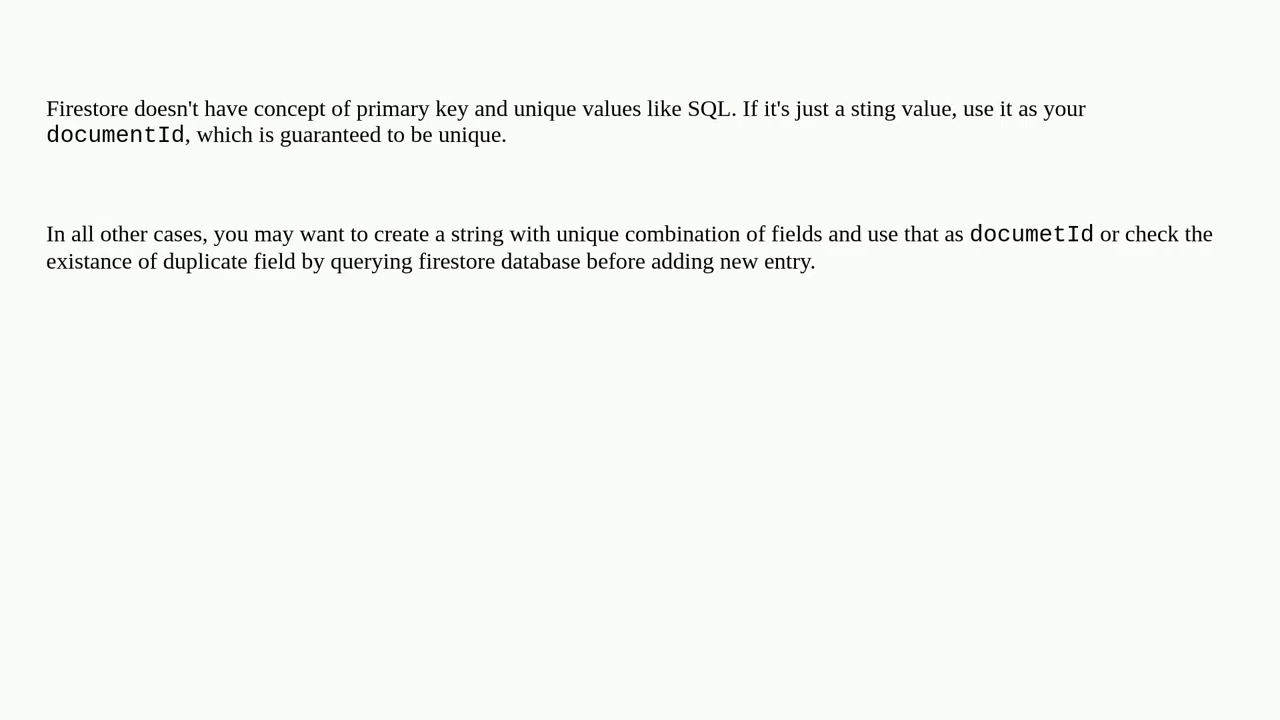 Firestore doesn't have concept of primary key and unique values like SQL. If it's just a sting value, use it as your
documentId, which is guaranteed to be unique.
In all other cases, you may want to create a string with unique combination of fields and use that as documetId or check the
existance of duplicate field by querying firestore database before adding new entry.